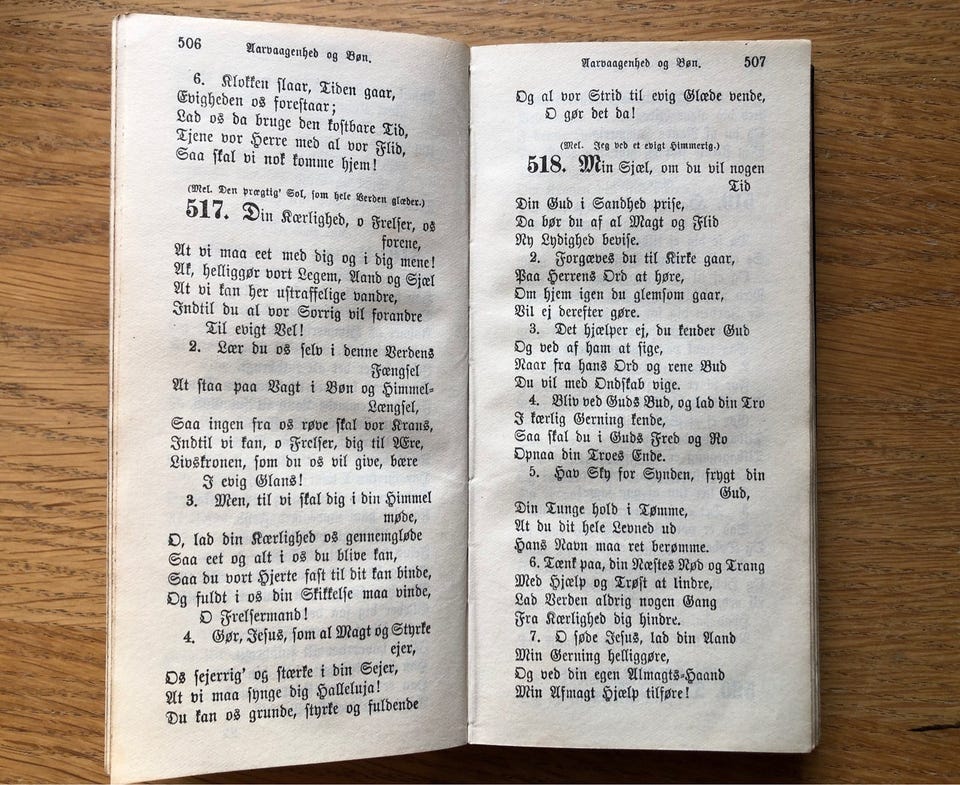 506
Aarvaagenhed og Bøn.
6. Klokken slaar, Tiden gaar,
Evigheden os forestaar;
Lad os da bruge den kostbare Tid,
Tjene vor Herre med al vor Flid,
Saa skal vi nok komme hjem!
(Mel. Den prægtig' Sol, som hele Verden glæder.)
517. Din Kærlighed, o Frelser, os
forene,
At vi maa eet med dig og i dig mene!
Ak, helliggør vort Legem, Aand og Sjæl
At vi kan her ustraffelige vandre,
Indtil du al vor Sorrig vil forandre
Til evigt Vel!
2. Lær du os selv i denne Verdens
Fængsel
At staa paa Vagt i Bøn og Himmel-
Længsel,
Saa ingen fra os røve skal vor Krans,
Indtil vi kan, o Frelser, dig til Ære,
Livskronen, som du os vil give, bære
I evig Glans!
3. Men, til vi skal dig i din Himmel
møde,
O, lad din Kærlighed os gennemgløde
Saa eet og alt i os du blive kan,
Saa du vort Hjerte fast til dit kan binde,
Og fuldt i os din Skikkelse maa vinde,
O Frelsermand!
4. Gør, Jesus, som al Magt og Styrke
ejer,
Os sejerrig' og stærke i din Sejer,
At vi maa synge dig Halleluja!
Du kan os grunde, styrke og fuldende
Aarvaagenhed og Bøn.
507
Og al vor Strid til evig Glæde vende,
O gør det da!
(Mel. Jeg ved et evigt Himmerig.)
518. Min Sjæl, om du vil nogen
Tid
Din Gud i Sandhed prise,
Da bør du af al Magt og Flid
Ny Lydighed bevise.
2. Forgæves du til Kirke gaar,
Paa Herrens Ord at høre,
Om hjem igen du glemsom gaar,
Vil ej derefter gøre.
3. Det hjælper ej, du kender Gud
Og ved af ham at sige,
Naar fra hans Ord og rene Bud
Du vil med Ondskab vige.
4. Bliv ved Guds Bud, og lad din Tro
I kærlig Gerning kende,
Saa skal du i Guds Fred og Ro
Opnaa din Troes Ende.
5. Hav Sky for Synden, frygt din
Gud,
Din Tunge hold i Tømme,
At du dit hele Levned ud
Hans Navn maa ret berømme.
6. Tænk paa, din Næstes Nød og Trang
Med Hjælp og Trøst at lindre,
Lad Verden aldrig nogen Gang
Fra Kærlighed dig hindre.
7. O søde Jesus, lad din Aand
Min Gerning helliggøre,
Og ved din egen Almagts-Haand
Min Afmagt Hjælp tilføre!